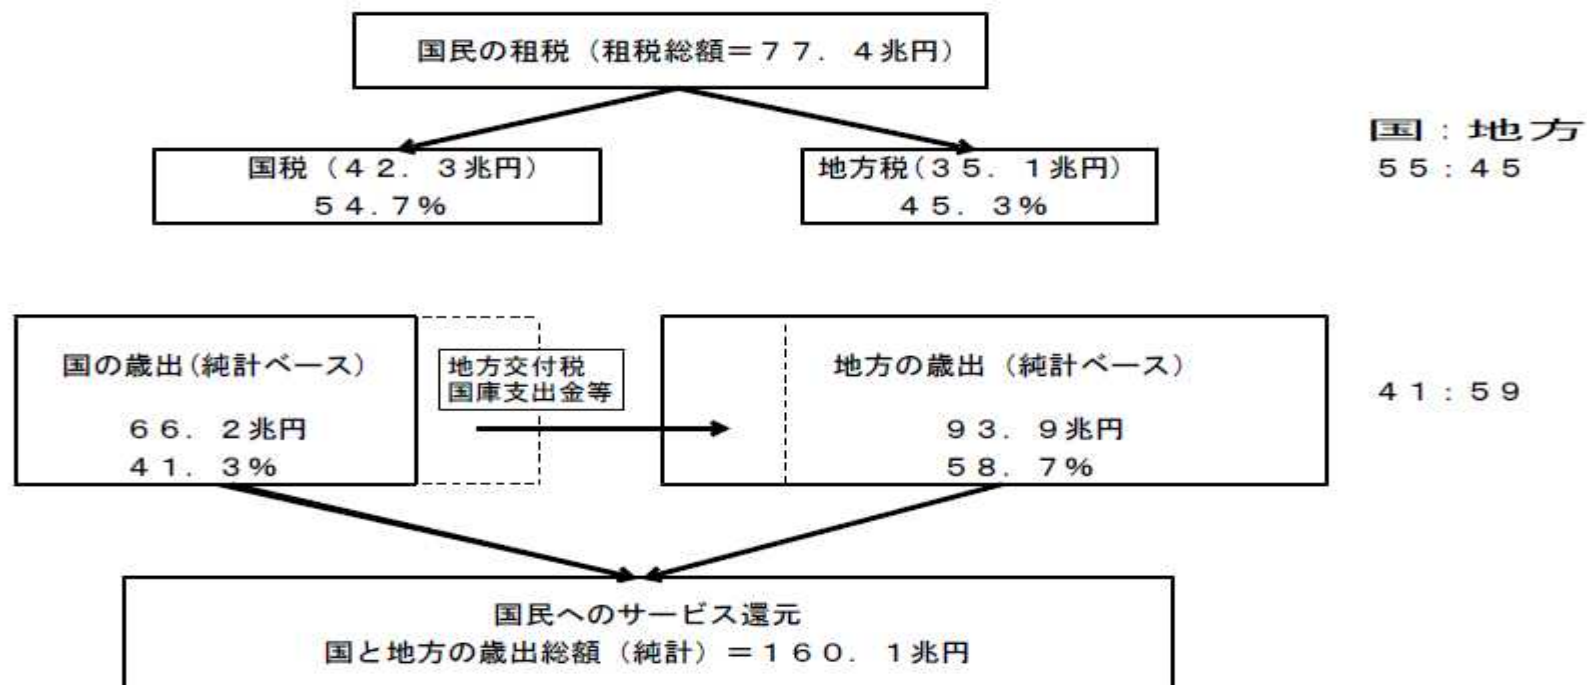 国民の租税（租税総額＝７７．４兆円）
国：地方
国税（４２．３兆円）
５４.７％
地方税(３５．１兆円)
４５．３％
５５：４５
国の歳出(純計ベース)
６６．２兆円
４１．３％
地方交付税
国庫支出金等
地方の歳出（純計ベース）
９３．９兆円
５８．７％
４１：５９
国民へのサービス還元
国と地方の歳出総額（純計）＝１６０．１兆円